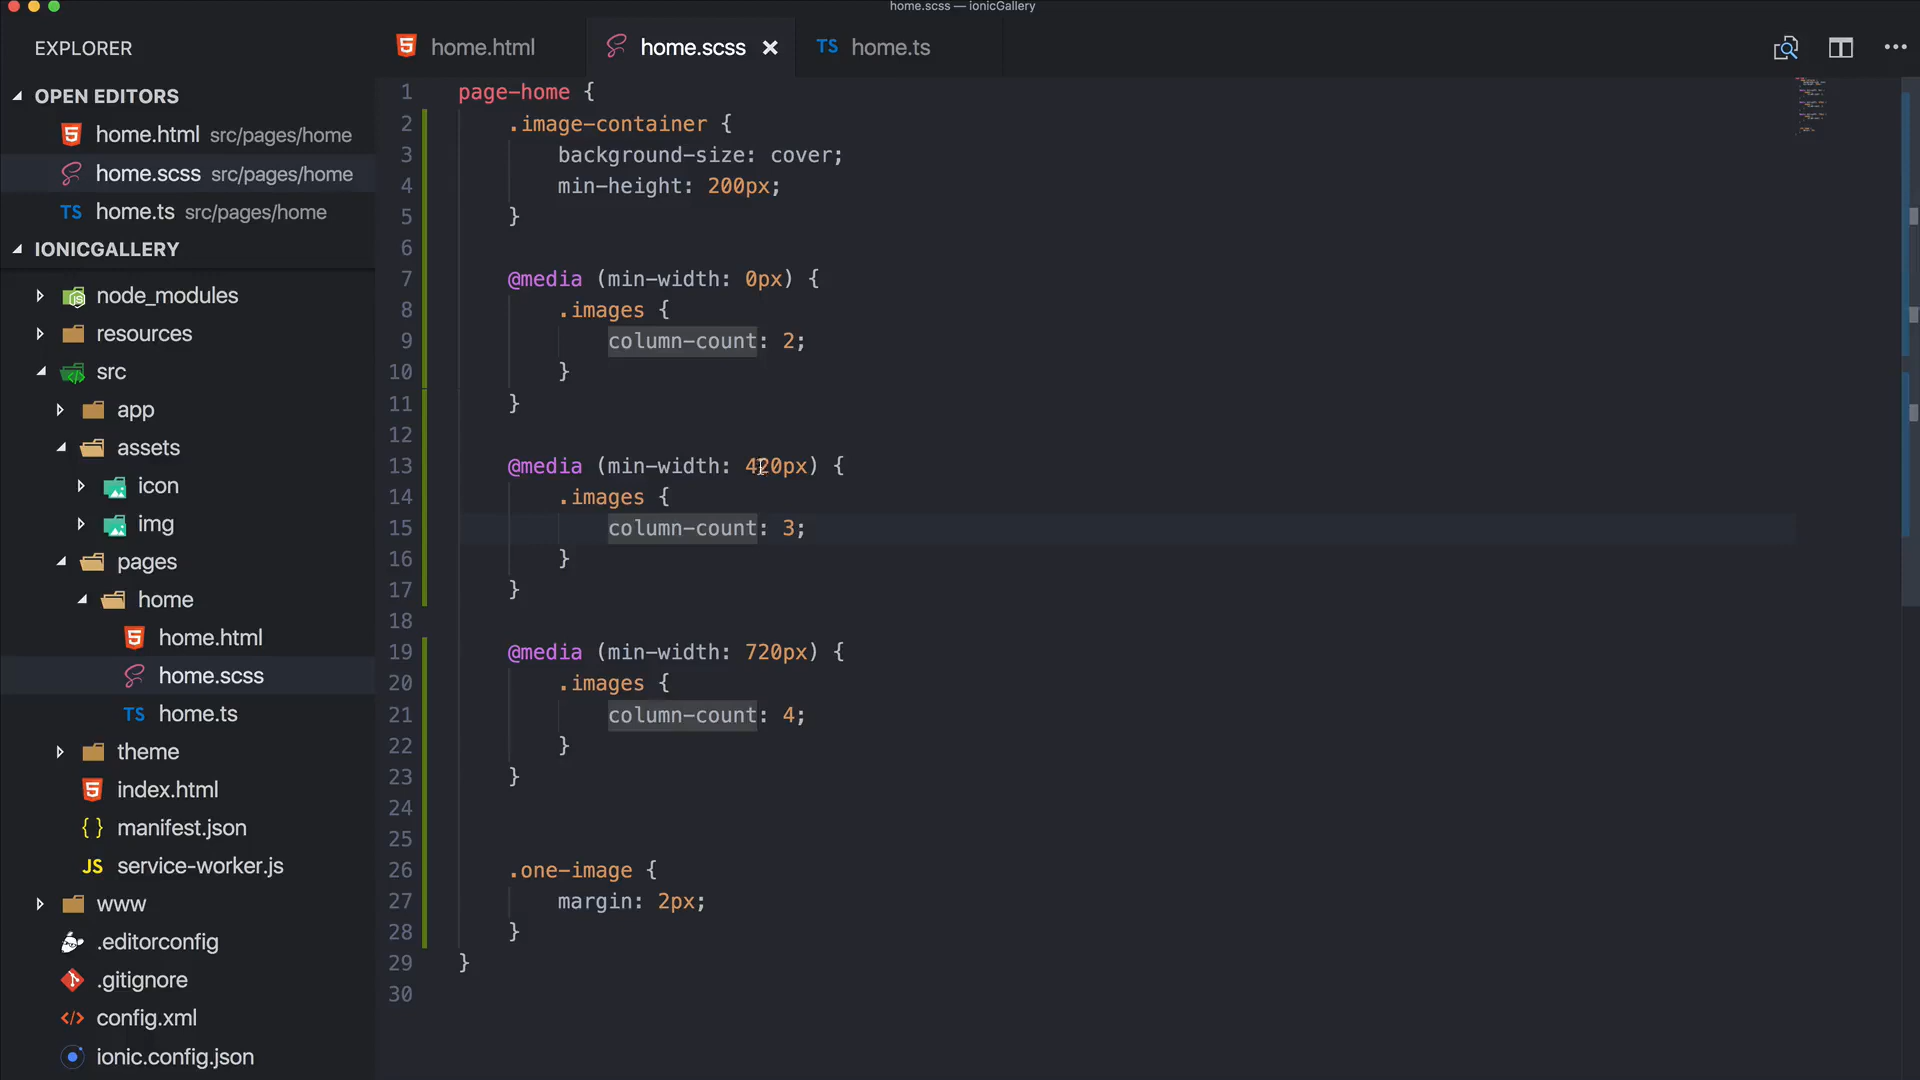 home.scss — ionicGallery
EXPLORER
OPEN EDITORS
home.html src/pages/home
home.scss src/pages/home
TS home.ts src/pages/home
IONICGALLERY
node_modules
resources
src
app
assets
icon
img
pages
home
home.html
home.scss
TS home.ts
theme
index.html
{ } manifest.json
JS service-worker.js
www
.editorconfig
.gitignore
config.xml
ionic.config.json
home.html
home.scss
TS home.ts
1 page-home {
2 .image-container {
3 background-size: cover;
4 min-height: 200px;
5 }
6
7 @media (min-width: 0px) {
8 .images {
9 column-count: 2;
10 }
11 }
12
13 @media (min-width: 420px) {
14 .images {
15 column-count: 3;
16 }
17 }
18
19 @media (min-width: 720px) {
20 .images {
21 column-count: 4;
22 }
23 }
24
25
26 .one-image {
27 margin: 2px;
28 }
29 }
30